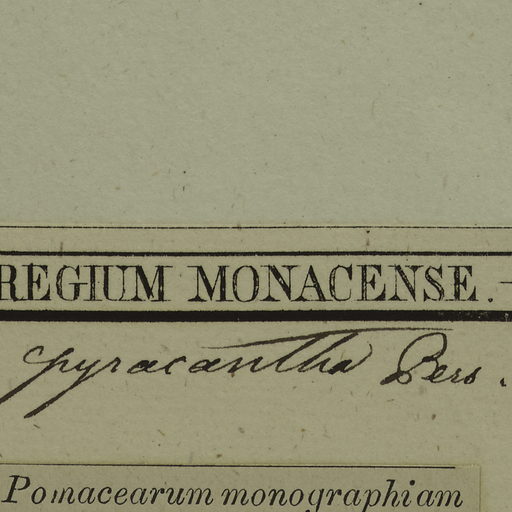 REGIUM MONACENSE. —
pyracantha Pers.
Pomacearum monographiam